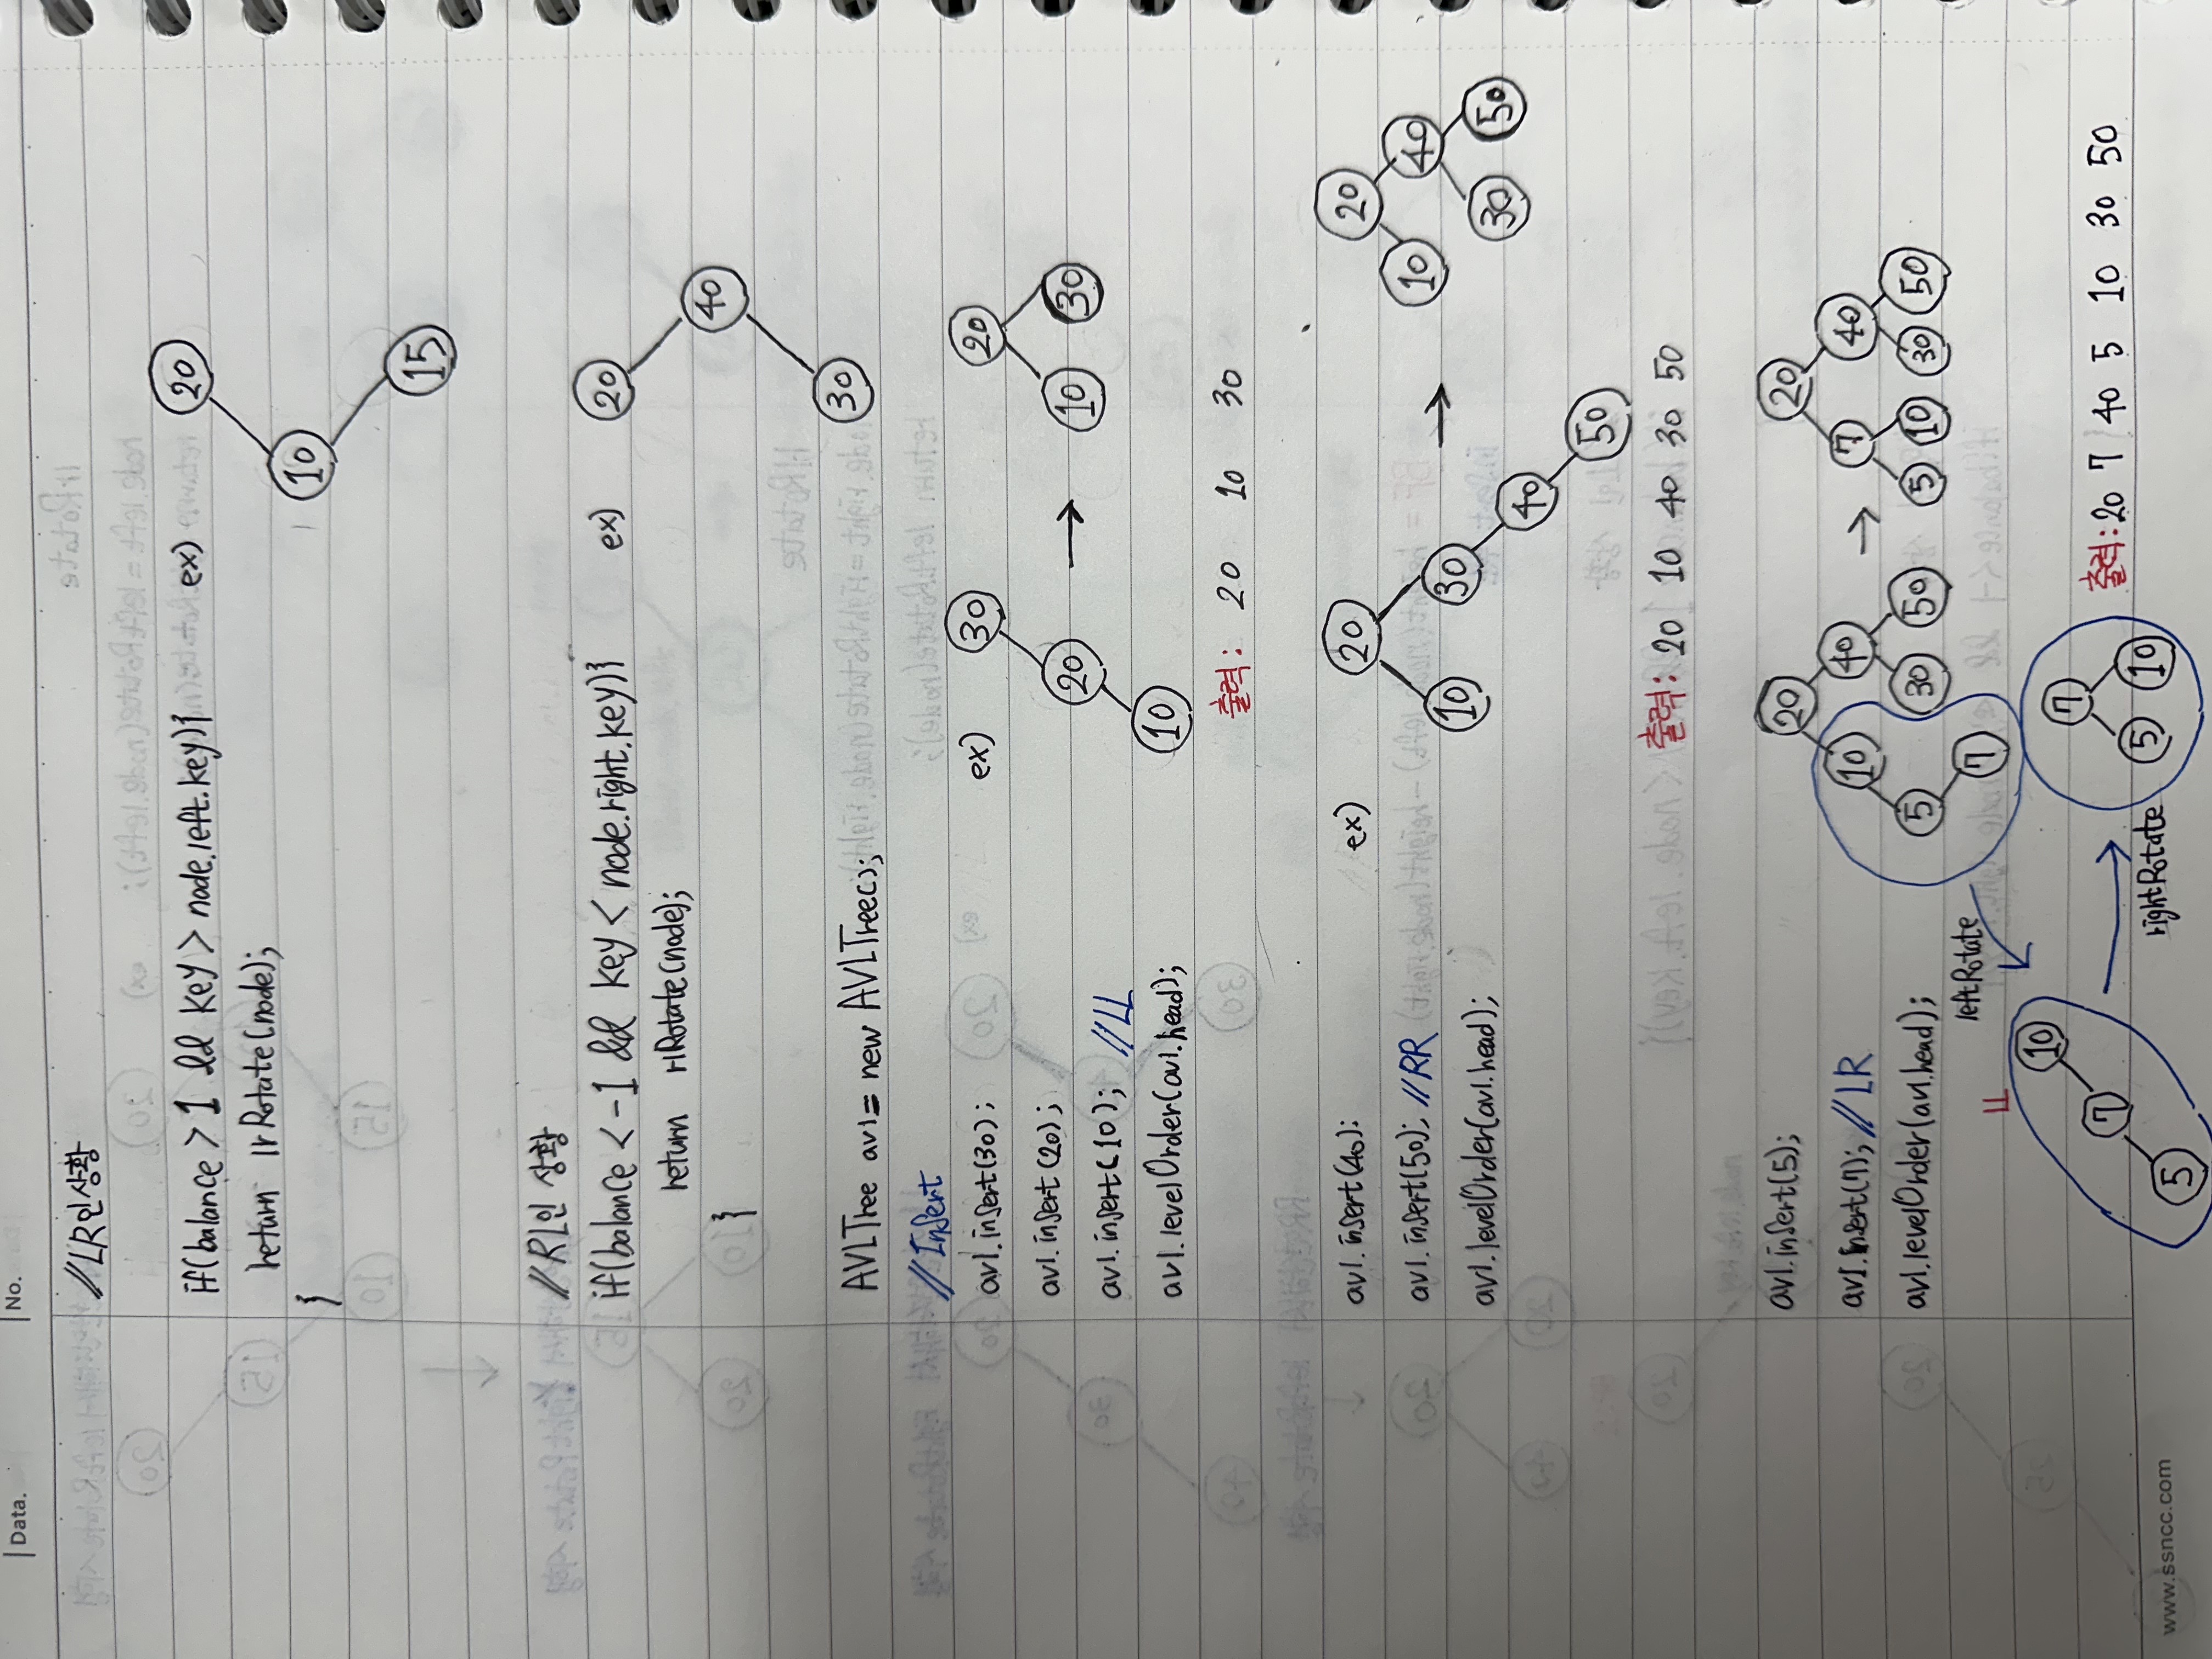 Data. No.
//LR인 상황
if(balance > 1 && key > node.left.key){ ex) 20
return lrRotate(node);
} 10
15
//RL인 상황
if(balance < -1 && key < node.right.key){ ex) 20
return rlRotate(node);
} 40
30
AVLTree avl = new AVLTree();
//Insert
avl.insert(30); ex) 30 20
avl.insert(20); 20 → 10 30
avl.insert(10); //LL
avl.levelOrder(avl.head); 10
출력: 20 10 30
avl.insert(40); ex) 20 20
avl.insert(50); //RR 10 30 → 10 40
avl.levelOrder(avl.head); 40 30 50
50
출력: 20 10 40 30 50
avl.insert(5); 20 20
avl.insert(7); //LR 10 40 → 7 40
avl.levelOrder(avl.head); 5 30 50 5 10 30 50
leftRotate 7
LL
10 7
7 → 5 10 출력: 20 7 40 5 10 30 50
5 rightRotate
www.ssncc.com